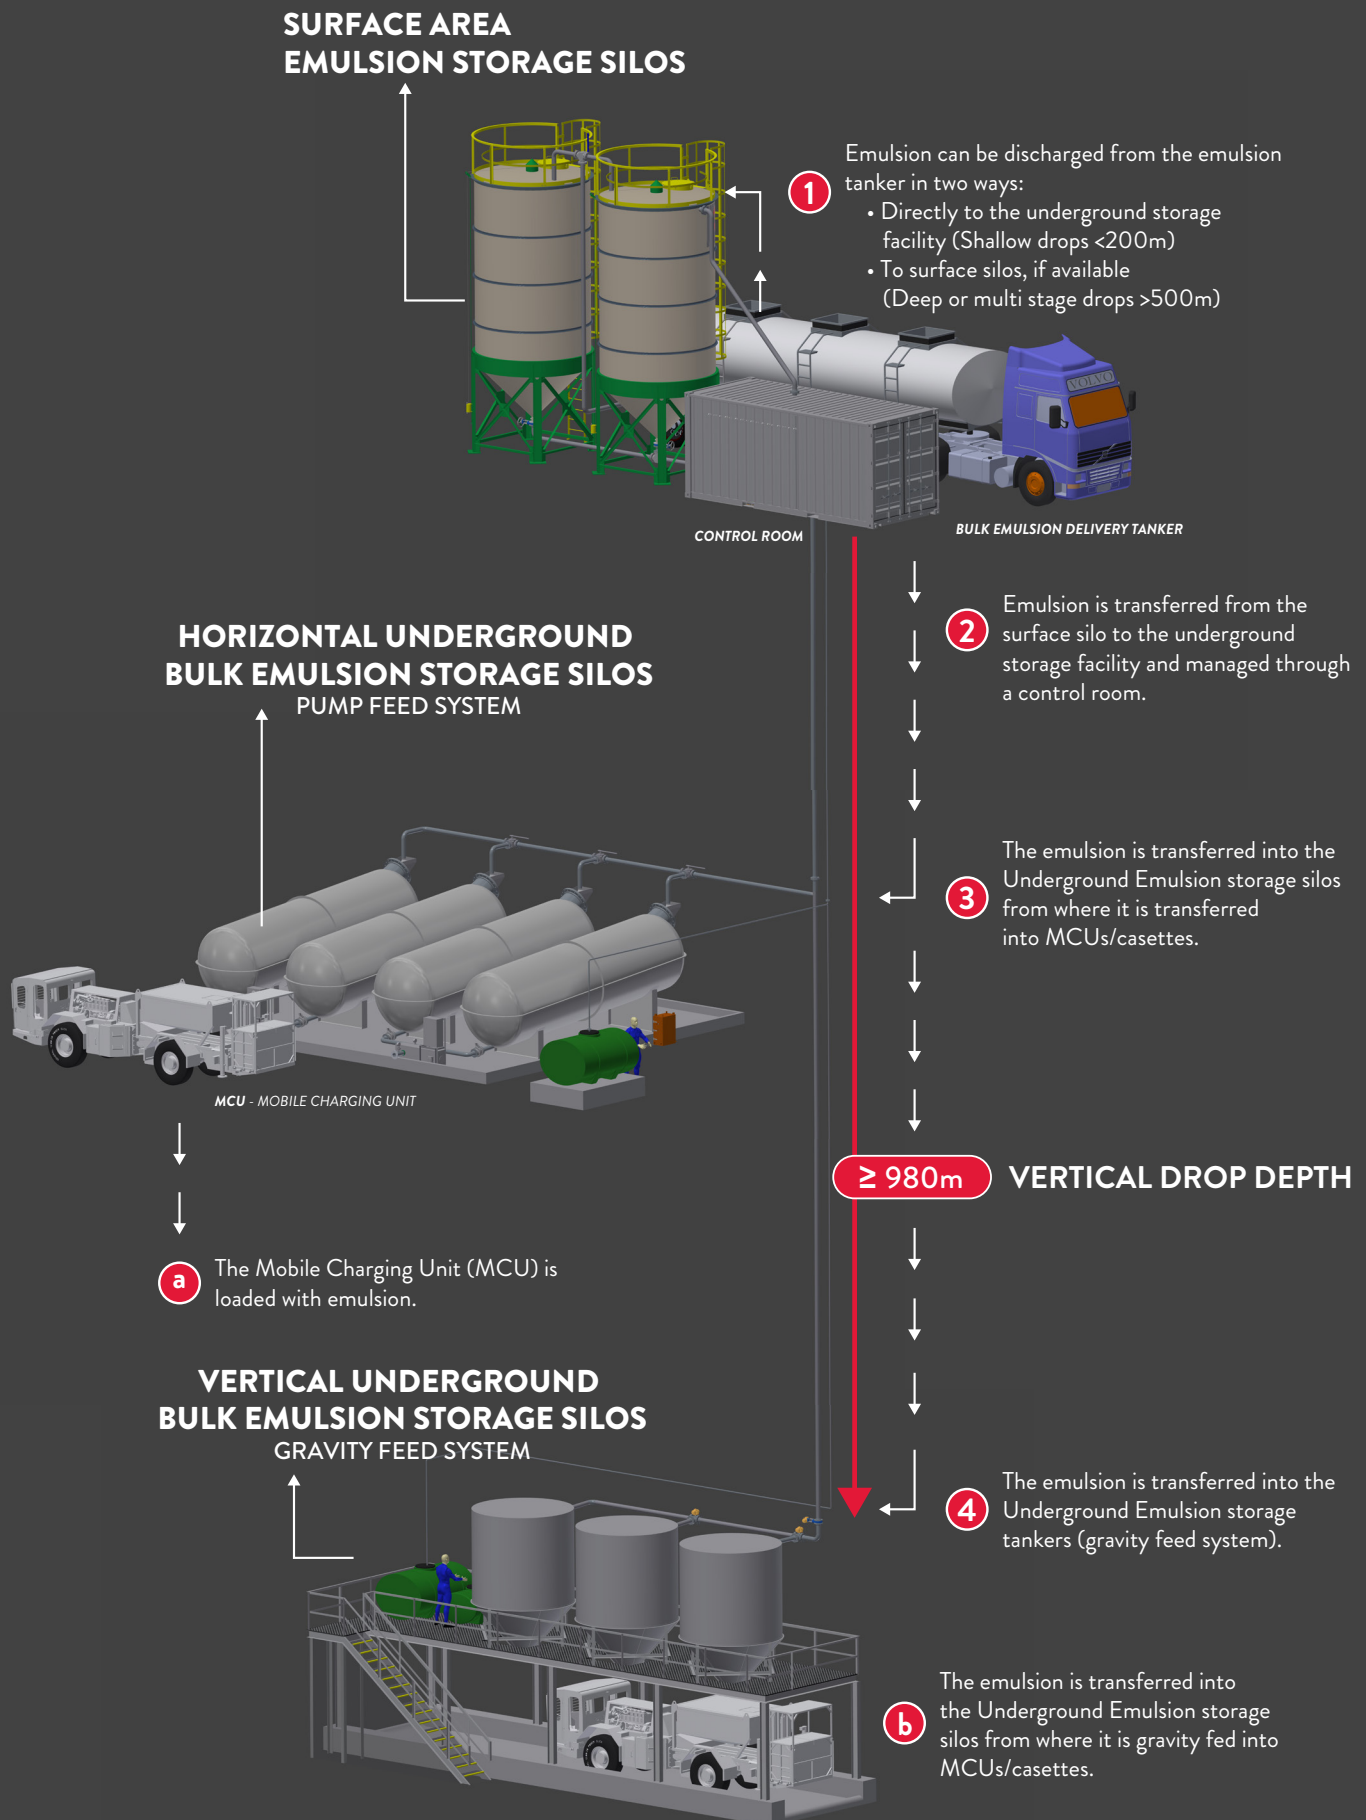 SURFACE AREA
EMULSION STORAGE SILOS
1
Emulsion can be discharged from the emulsion
tanker in two ways:
• Directly to the underground storage
facility (Shallow drops <200m)
• To surface silos, if available
(Deep or multi stage drops >500m)
VOLVO
CONTROL ROOM
BULK EMULSION DELIVERY TANKER
2
Emulsion is transferred from the
surface silo to the underground
storage facility and managed through
a control room.
HORIZONTAL UNDERGROUND
BULK EMULSION STORAGE SILOS
PUMP FEED SYSTEM
3
The emulsion is transferred into the
Underground Emulsion storage silos
from where it is transferred
into MCUs/casettes.
MCU - MOBILE CHARGING UNIT
≥ 980m
VERTICAL DROP DEPTH
a
The Mobile Charging Unit (MCU) is
loaded with emulsion.
VERTICAL UNDERGROUND
BULK EMULSION STORAGE SILOS
GRAVITY FEED SYSTEM
4
The emulsion is transferred into the
Underground Emulsion storage
tankers (gravity feed system).
b
The emulsion is transferred into
the Underground Emulsion storage
silos from where it is gravity fed into
MCUs/casettes.